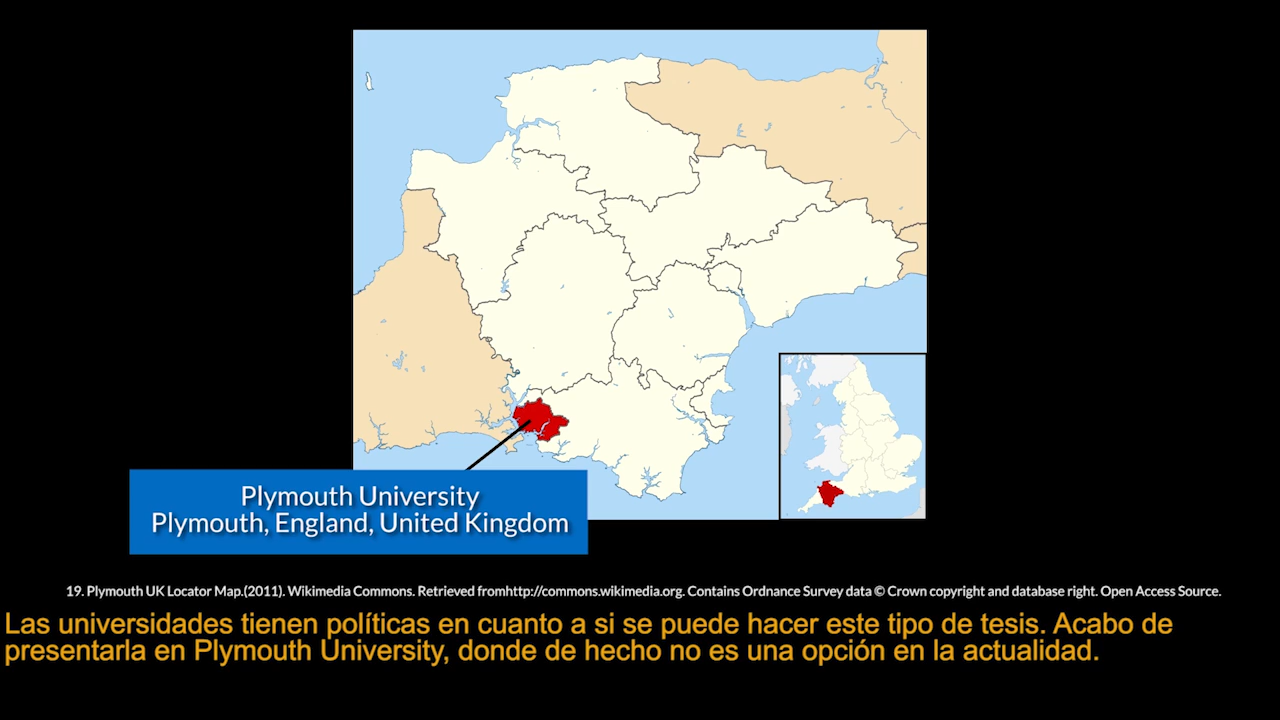 Plymouth University
Plymouth, England, United Kingdom
19. Plymouth UK Locator Map.(2011). Wikimedia Commons. Retrieved fromhttp://commons.wikimedia.org. Contains Ordnance Survey data © Crown copyright and database right. Open Access Source.
Las universidades tienen políticas en cuanto a si se puede hacer este tipo de tesis. Acabo de
presentarla en Plymouth University, donde de hecho no es una opción en la actualidad.